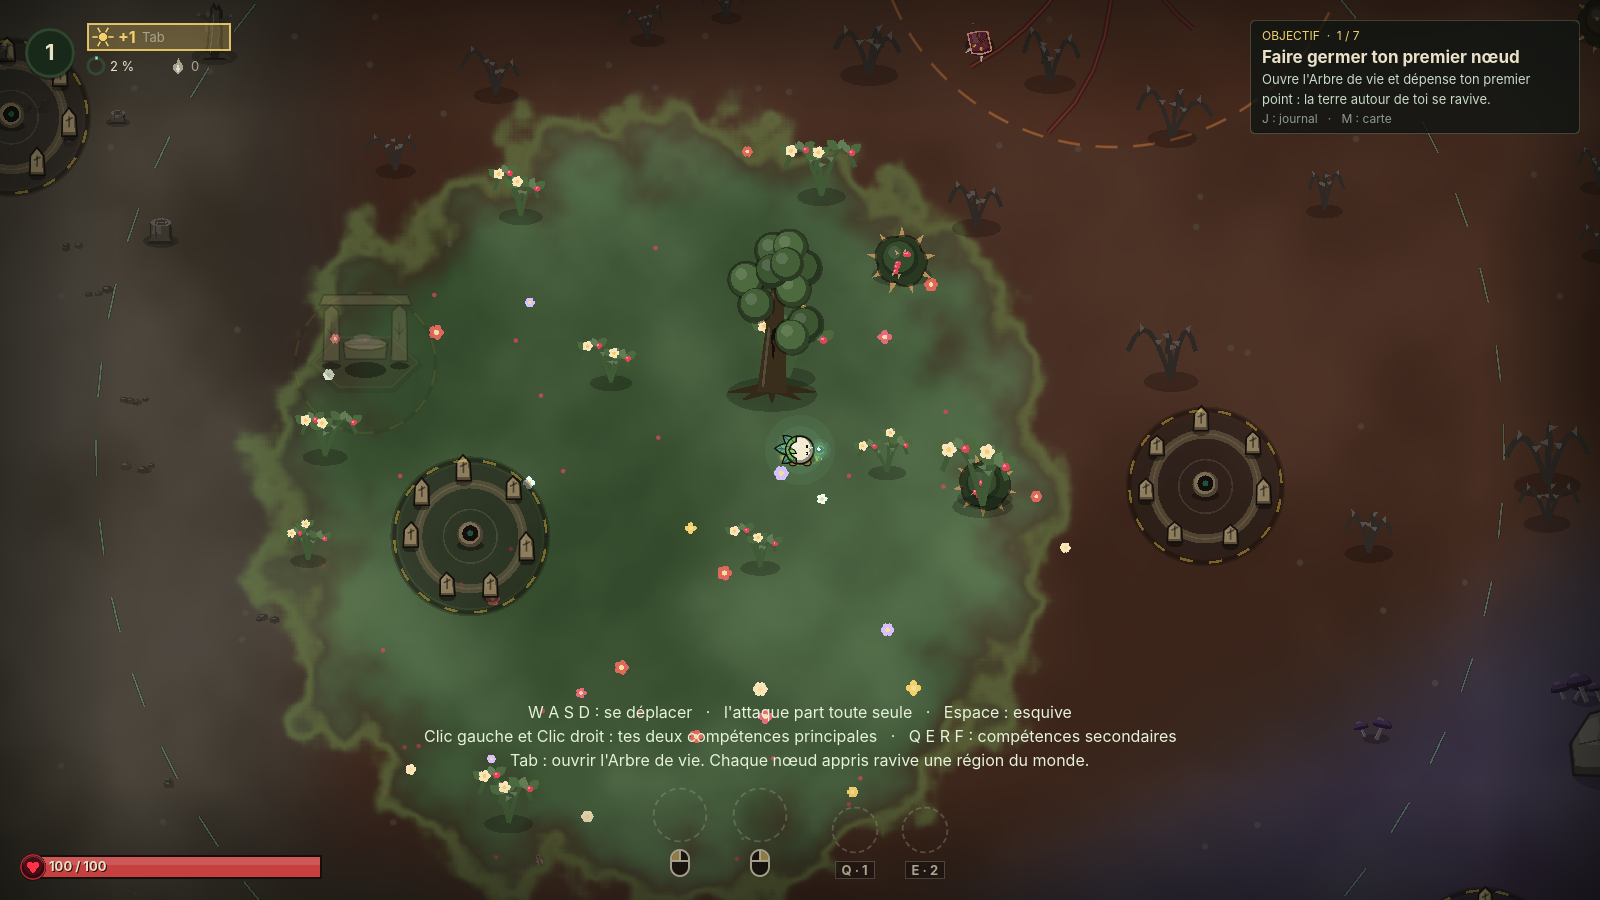 1
+1 Tab
2 % 0
OBJECTIF · 1 / 7
Faire germer ton premier nœud
Ouvre l'Arbre de vie et dépense ton premier
point : la terre autour de toi se ravive.
J : journal · M : carte
W A S D : se déplacer · l'attaque part toute seule · Espace : esquive
Clic gauche et Clic droit : tes deux compétences principales · Q E R F : compétences secondaires
Tab : ouvrir l'Arbre de vie. Chaque nœud appris ravive une région du monde.
100 / 100
Q · 1
E · 2